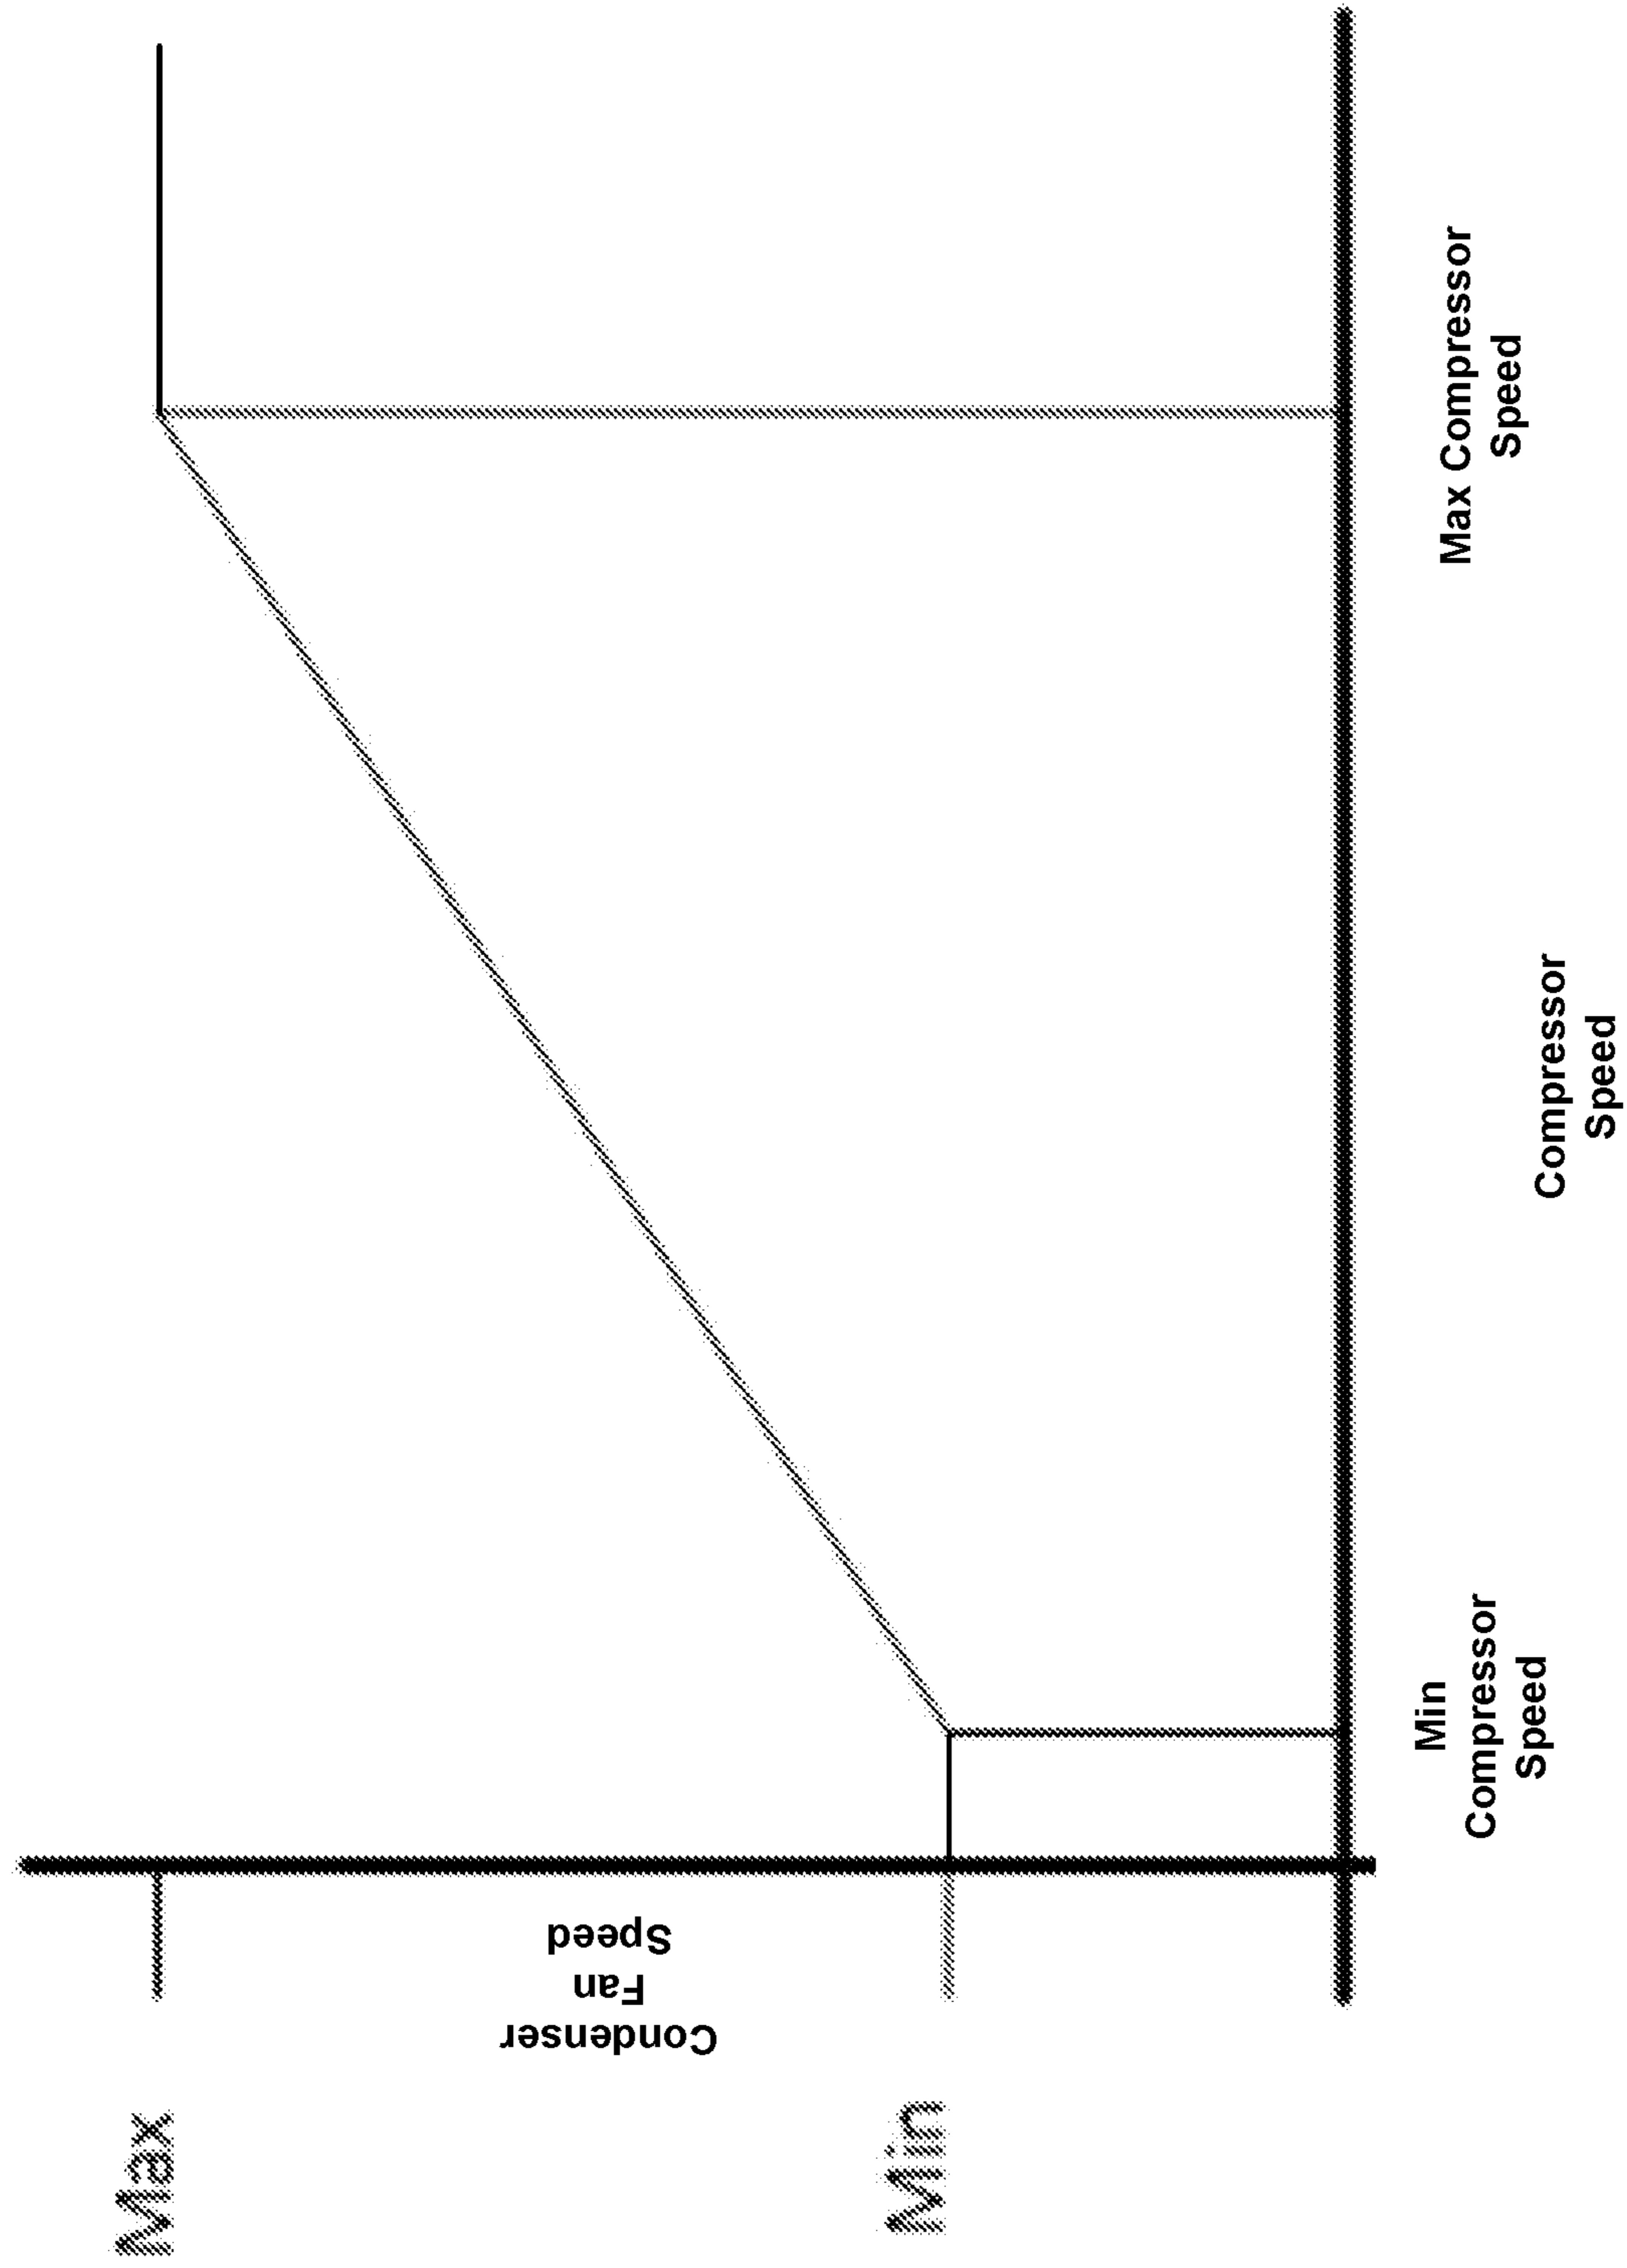 Max
Condenser
Fan
Speed
Min
Min
Compressor
Speed
Compressor
Speed
Max Compressor
Speed